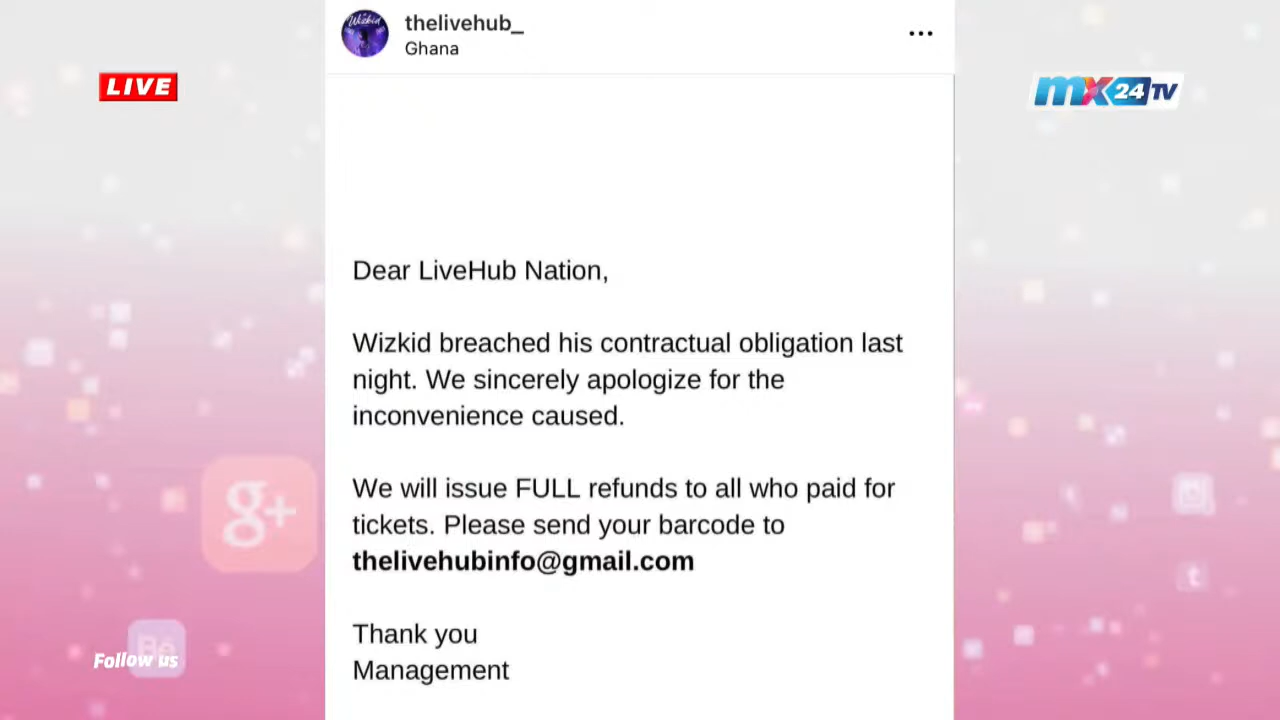 thelivehub_
Ghana
LIVE
mx24TV
Dear LiveHub Nation,
Wizkid breached his contractual obligation last
night. We sincerely apologize for the
inconvenience caused.
We will issue FULL refunds to all who paid for
tickets. Please send your barcode to
thelivehubinfo@gmail.com
Thank you
Management
g+
Bē
Follow us
t